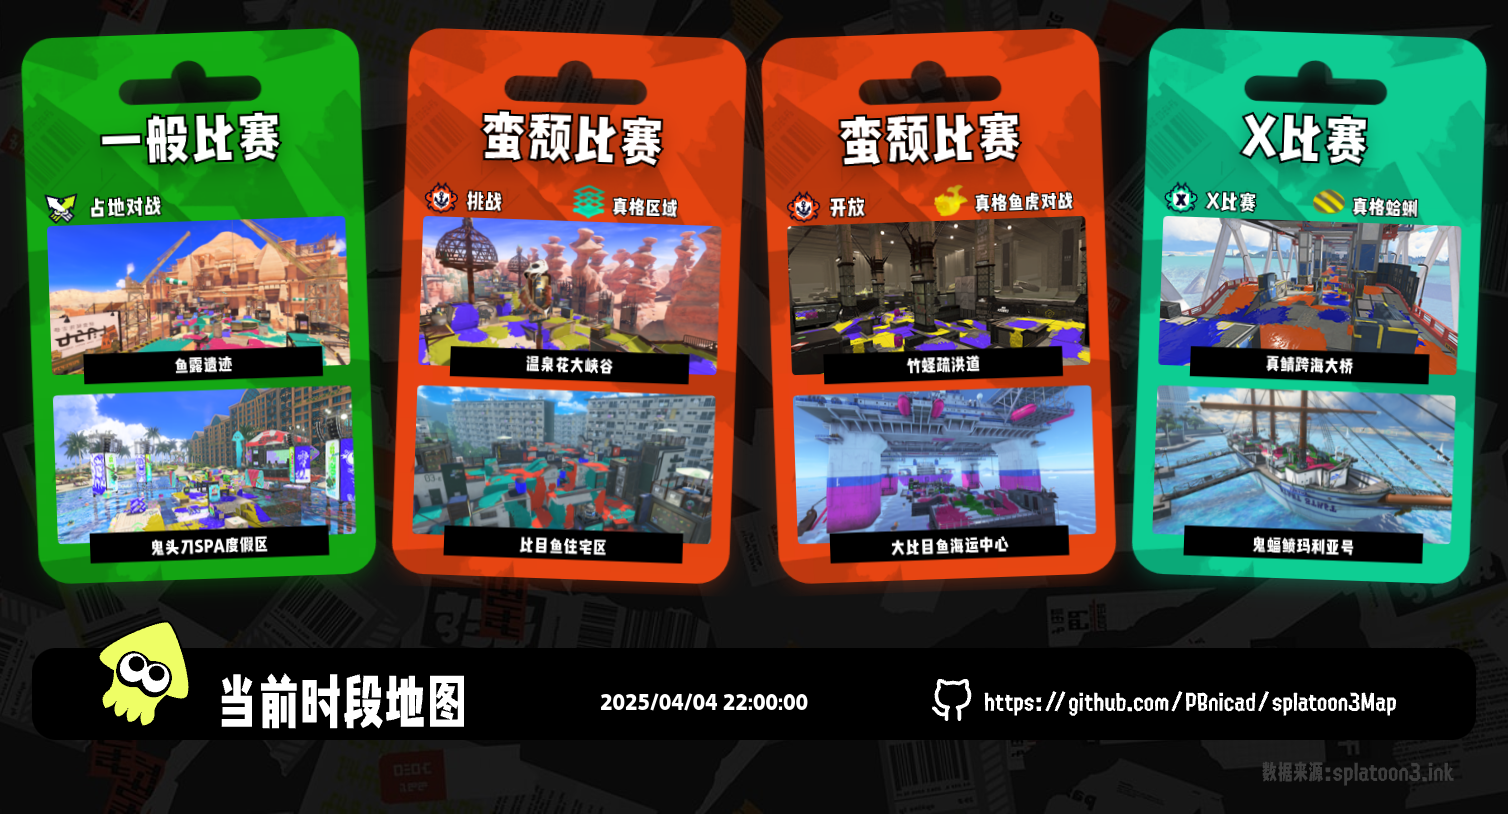 一般比赛
占地对战
鱼露遗迹
鬼头刀SPA度假区
蛮颓比赛
挑战
真格区域
温泉花大峡谷
比目鱼住宅区
蛮颓比赛
开放
真格鱼虎对战
竹蛏疏洪道
大比目鱼海运中心
X比赛
X比赛
真格蛤蜊
真鲭跨海大桥
鬼蝠鲼玛利亚号
当前时段地图
2025/04/04 22:00:00
https://github.com/PBnicad/splatoon3Map
数据来源:splatoon3.ink